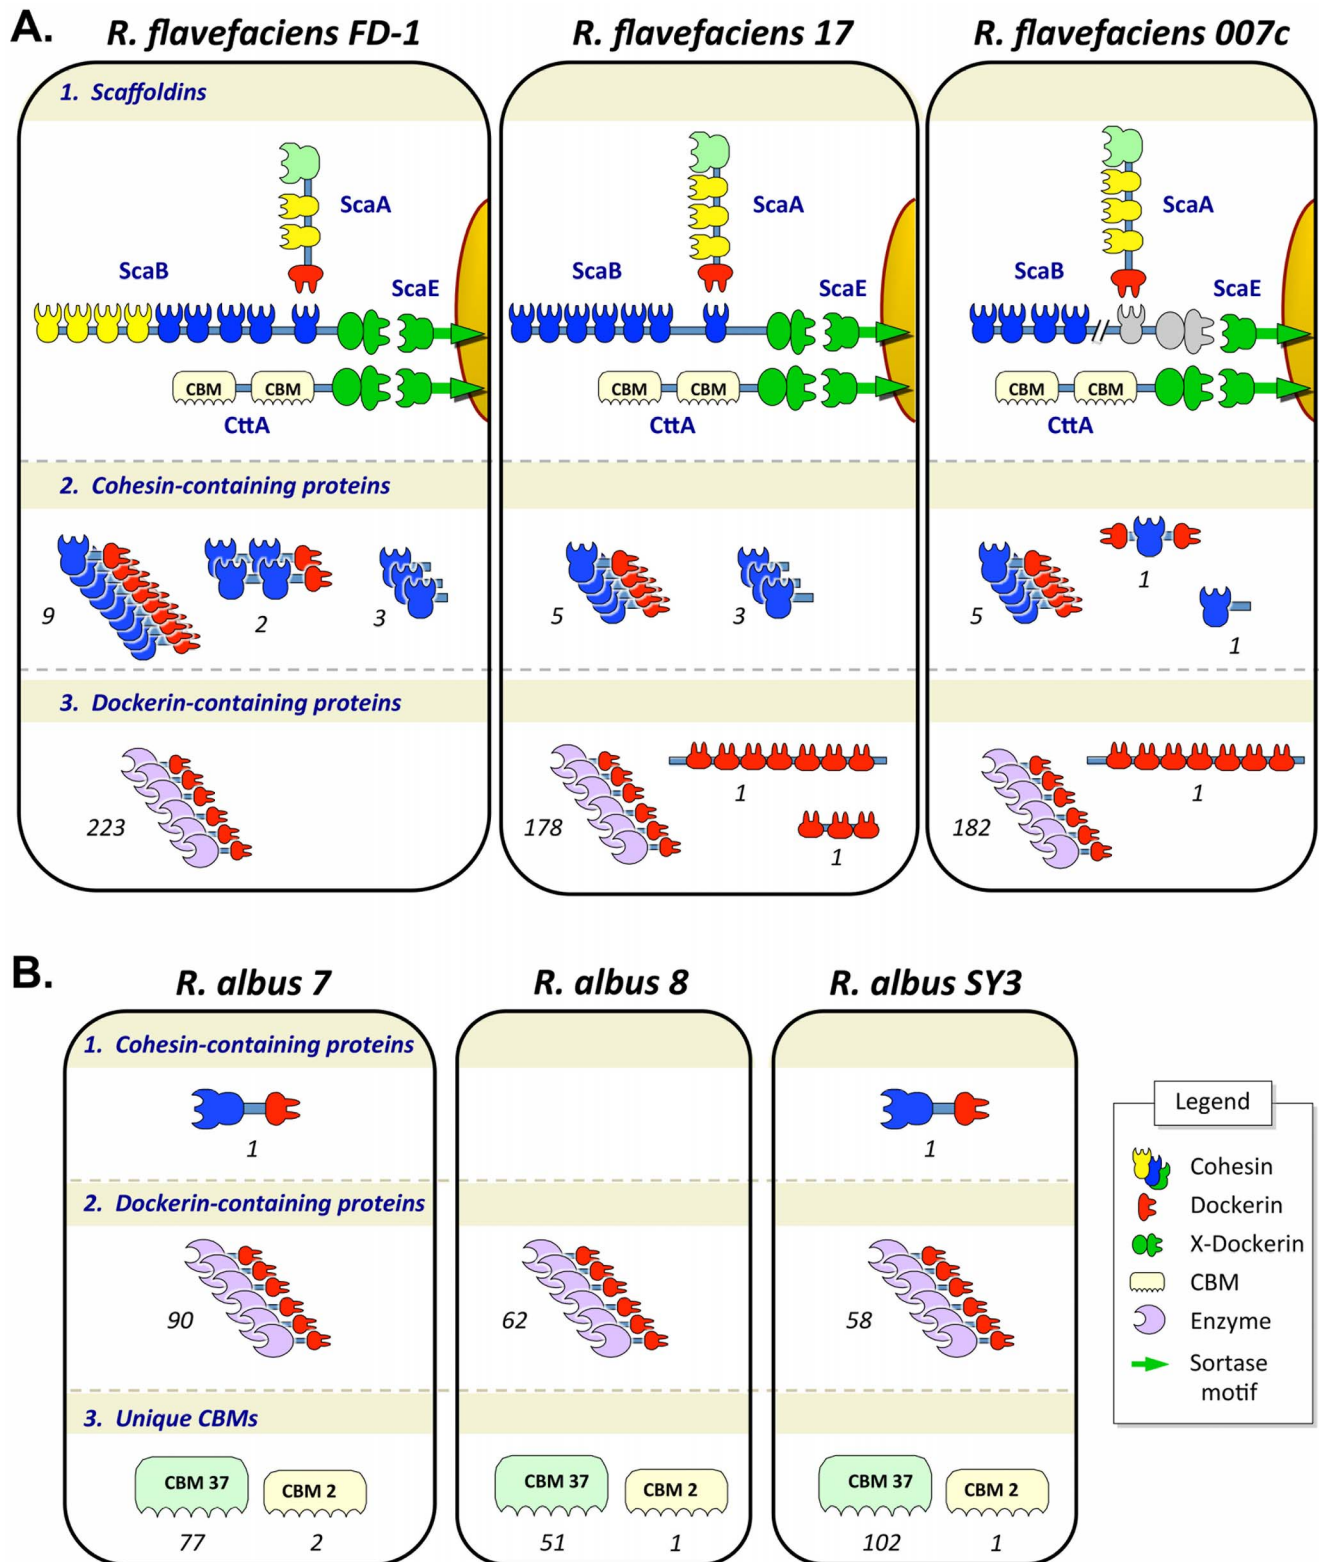 A.
R. flavefaciens FD-1
R. flavefaciens 17
R. flavefaciens 007c
1. Scaffoldins
ScaA
ScaA
ScaA
ScaB
ScaB
ScaB
ScaE
ScaE
ScaE
CBM CBM
CBM CBM
CBM CBM
CttA
CttA
CttA
2. Cohesin-containing proteins
9
2
3
5
3
5
1
1
3. Dockerin-containing proteins
223
178
1
1
182
1
B.
R. albus 7
R. albus 8
R. albus SY3
1. Cohesin-containing proteins
1
1
2. Dockerin-containing proteins
90
62
58
3. Unique CBMs
CBM 37
CBM 2
CBM 37
CBM 2
CBM 37
CBM 2
77
2
51
1
102
1
Legend
Cohesin
Dockerin
X-Dockerin
CBM
Enzyme
Sortase
motif